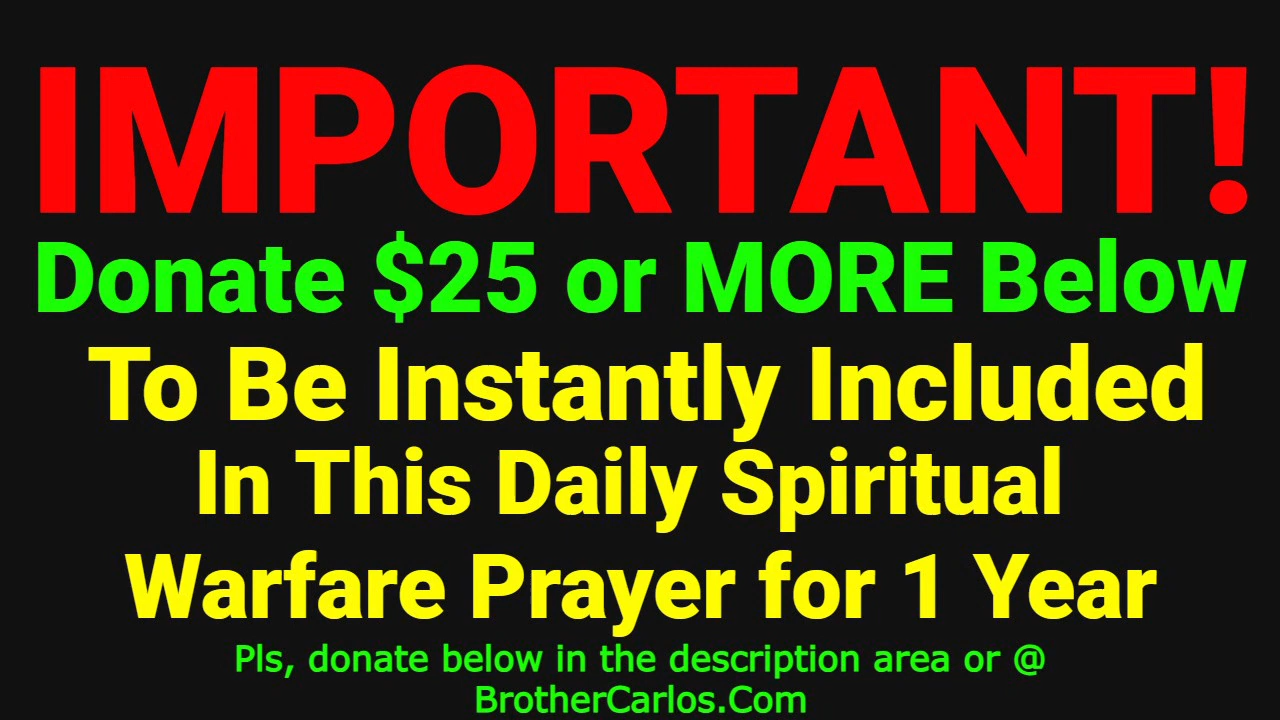 IMPORTANT!
Donate $25 or MORE Below
To Be Instantly Included
In This Daily Spiritual
Warfare Prayer for 1 Year
Pls, donate below in the description area or @
BrotherCarlos.Com